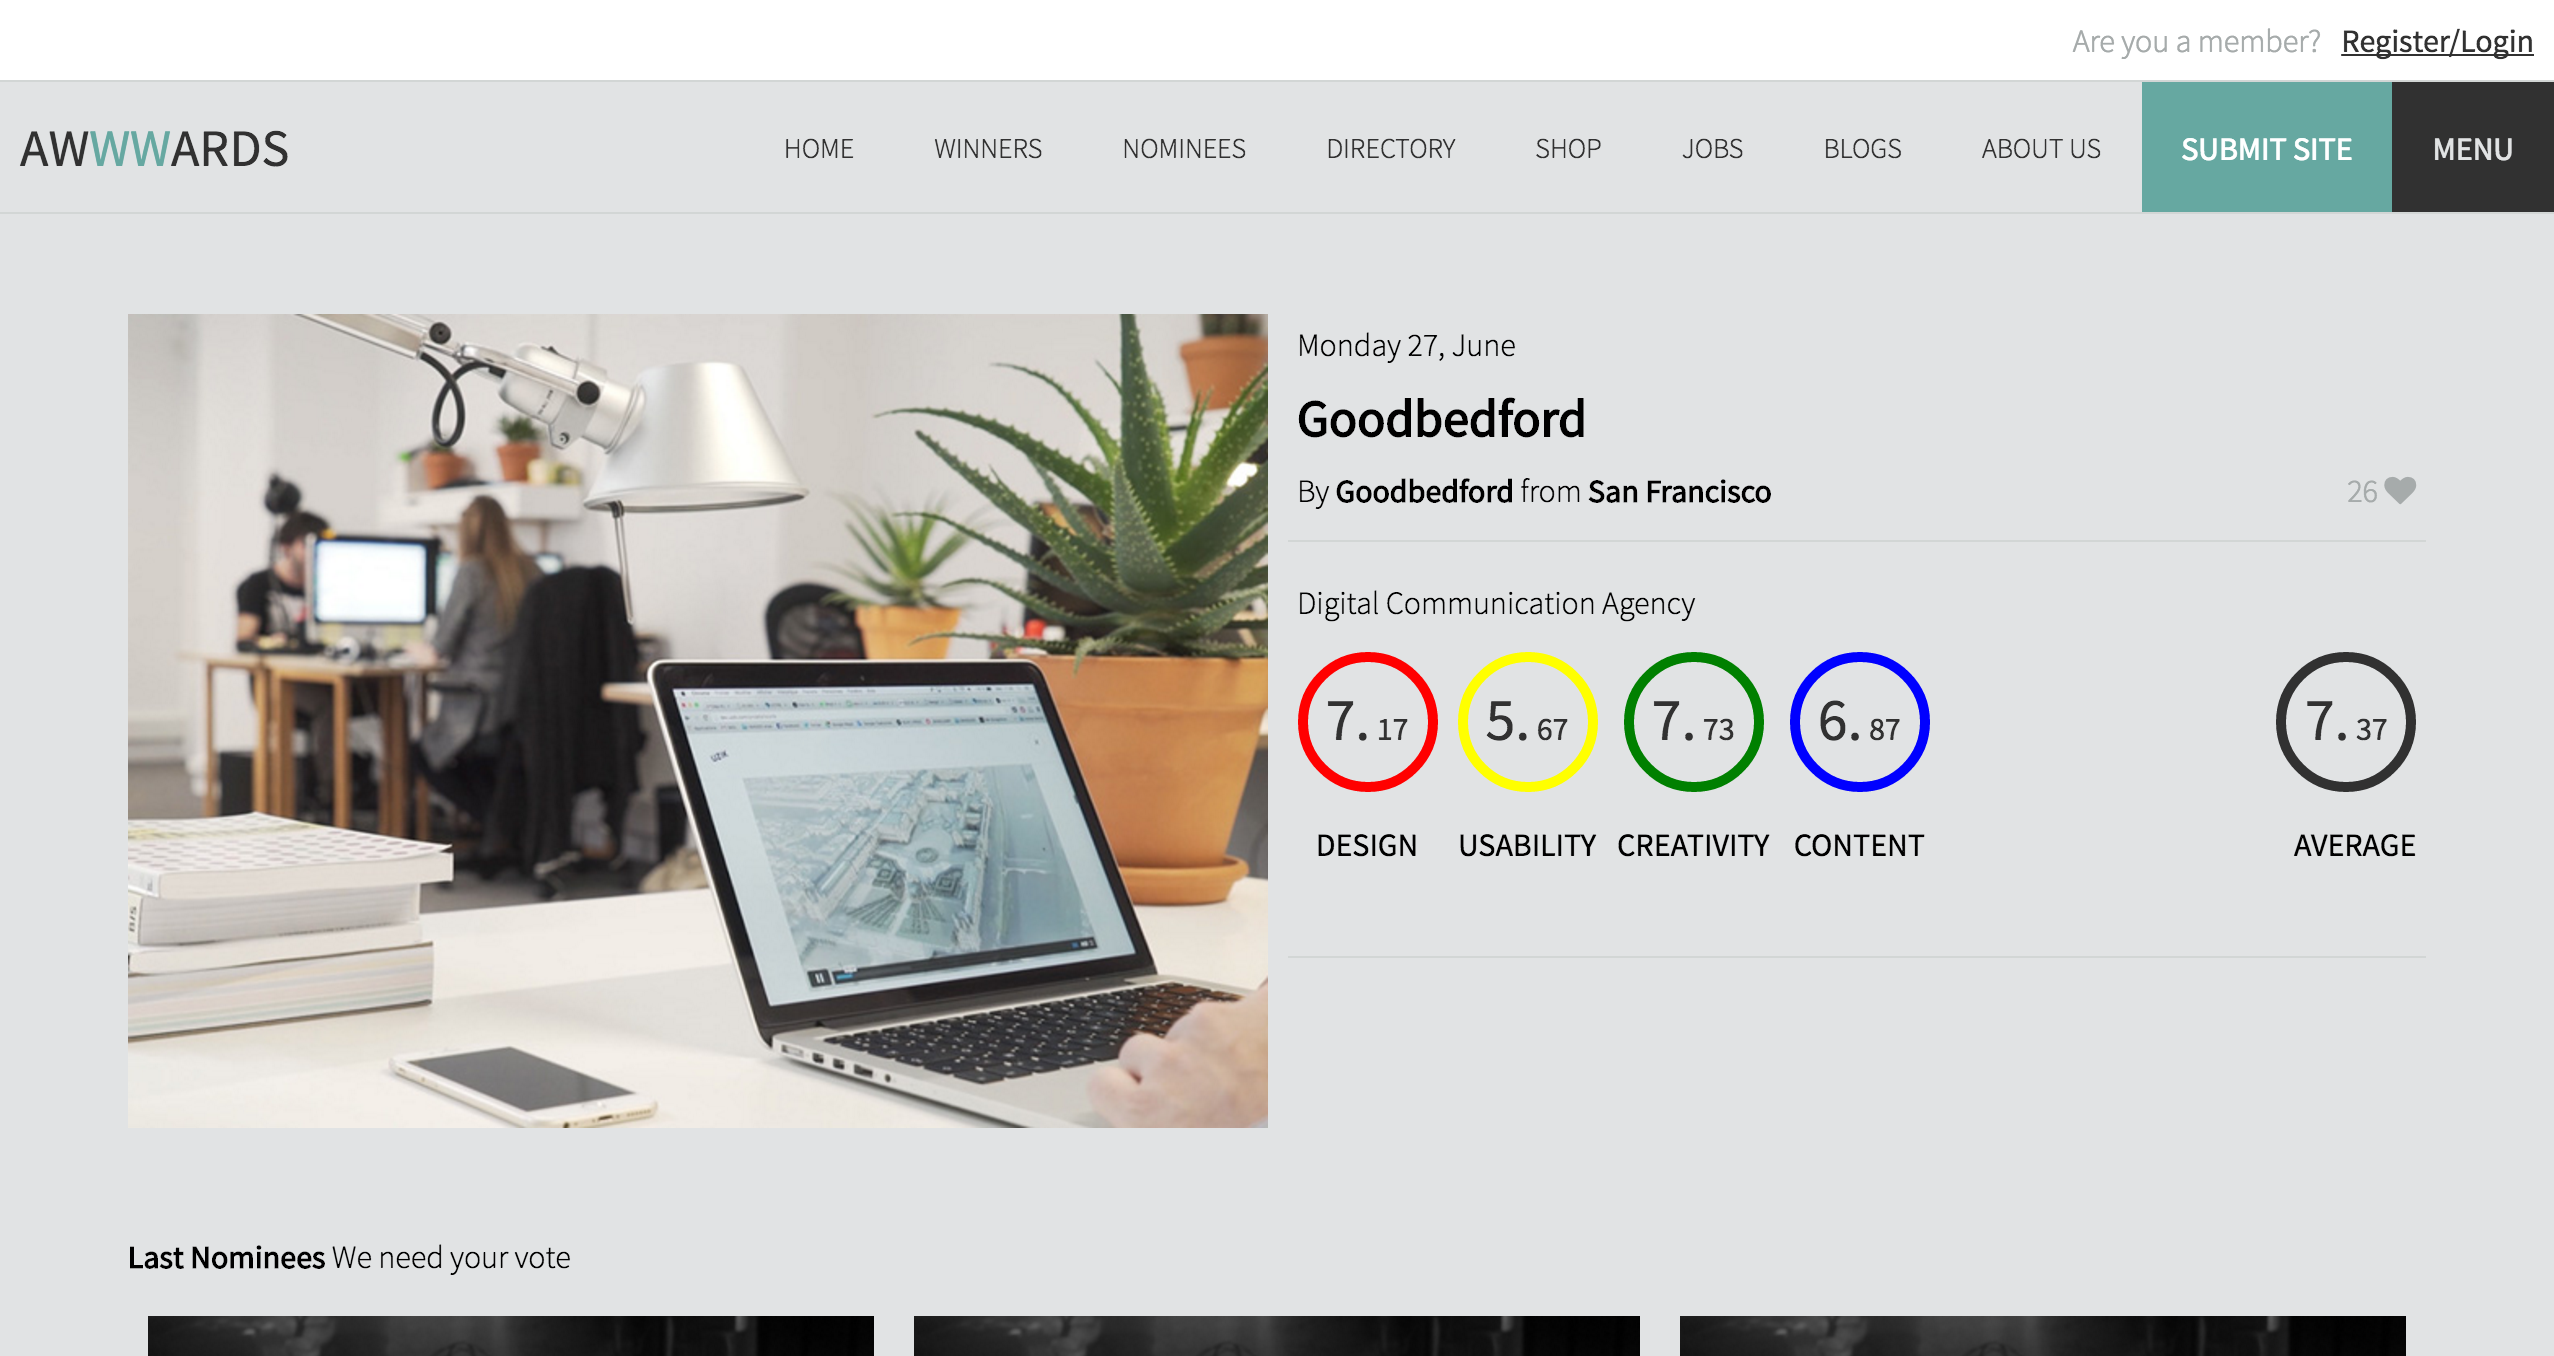 Are you a member? Register/Login
AWWWARDS
HOME WINNERS NOMINEES DIRECTORY SHOP JOBS BLOGS ABOUT US SUBMIT SITE MENU
Monday 27, June
Goodbedford
By Goodbedford from San Francisco 26
Digital Communication Agency
7. 17 5. 67 7. 73 6. 87 7. 37
DESIGN USABILITY CREATIVITY CONTENT AVERAGE
UZIK
Last Nominees We need your vote